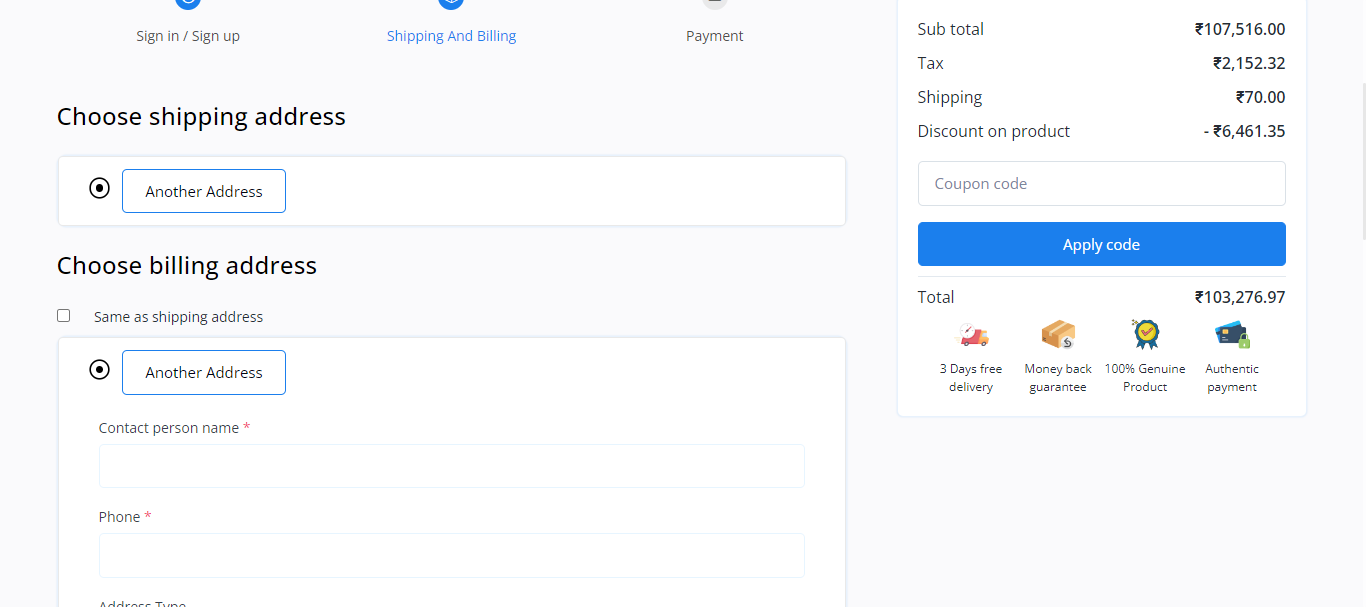 Sign in / Sign up
Shipping And Billing
Payment
Choose shipping address
Another Address
Choose billing address
Same as shipping address
Another Address
Contact person name *
Phone *
Address Type
Sub total ₹107,516.00
Tax ₹2,152.32
Shipping ₹70.00
Discount on product - ₹6,461.35
Coupon code
Apply code
Total ₹103,276.97
3 Days free
delivery
Money back
guarantee
100% Genuine
Product
Authentic
payment